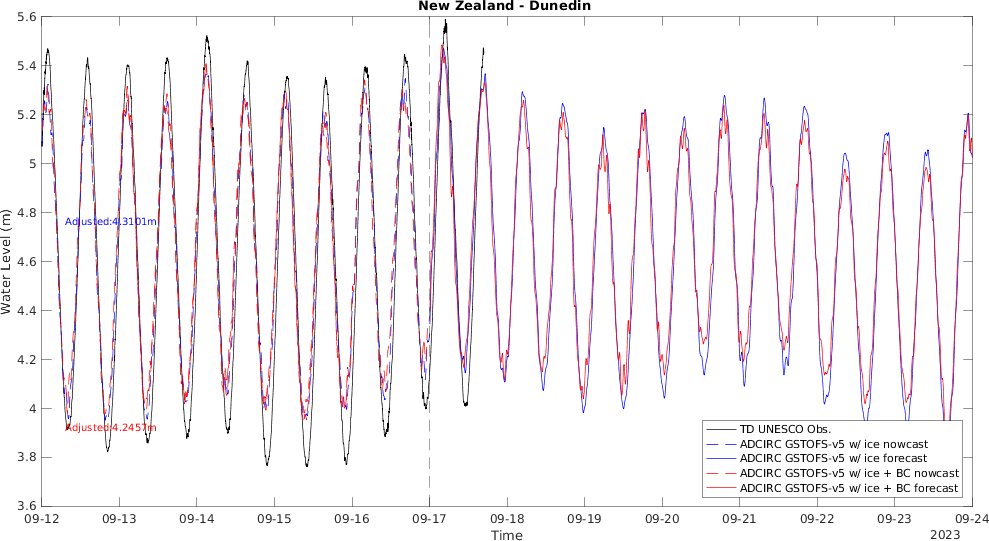 New Zealand - Dunedin
5.6
5.4
5.2
5
4.8
4.6
4.4
4.2
4
3.8
3.6
Water Level (m)
Adjusted:4.3101m
Adjusted:4.2457m
TD UNESCO Obs.
ADCIRC GSTOFS-v5 w/ ice nowcast
ADCIRC GSTOFS-v5 w/ ice forecast
ADCIRC GSTOFS-v5 w/ ice + BC nowcast
ADCIRC GSTOFS-v5 w/ ice + BC forecast
09-12 09-13 09-14 09-15 09-16 09-17 09-18 09-19 09-20 09-21 09-22 09-23 09-24
Time
2023